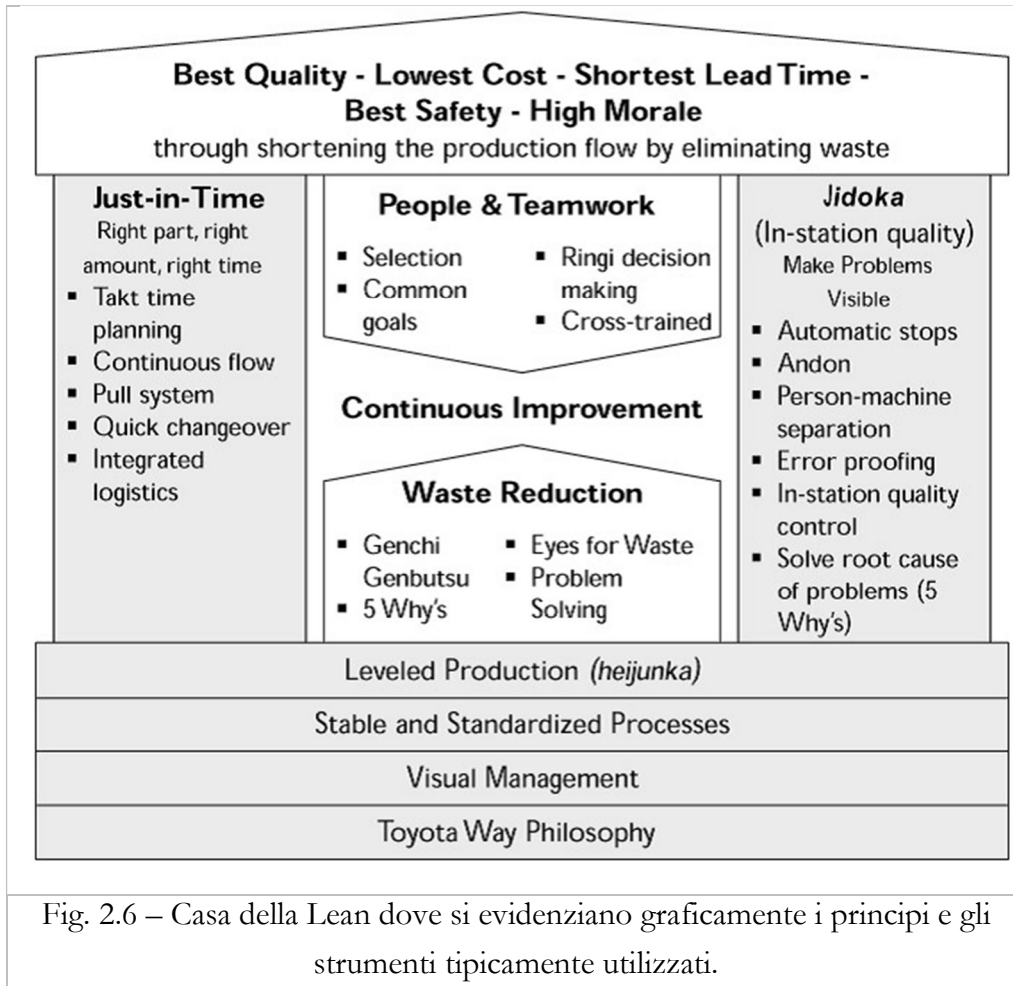 Best Quality - Lowest Cost - Shortest Lead Time -
Best Safety - High Morale
through shortening the production flow by eliminating waste
Just-in-Time
Right part, right
amount, right time
▪ Takt time
planning
▪ Continuous flow
▪ Pull system
▪ Quick changeover
▪ Integrated
logistics
People & Teamwork
▪ Selection
▪ Common
goals
▪ Ringi decision
making
▪ Cross-trained
Continuous Improvement
Waste Reduction
▪ Genchi
Genbutsu
▪ 5 Why's
▪ Eyes for Waste
▪ Problem
Solving
Jidoka
(In-station quality)
Make Problems
Visible
▪ Automatic stops
▪ Andon
▪ Person-machine
separation
▪ Error proofing
▪ In-station quality
control
▪ Solve root cause
of problems (5
Why's)
Leveled Production (heijunka)
Stable and Standardized Processes
Visual Management
Toyota Way Philosophy
Fig. 2.6 – Casa della Lean dove si evidenziano graficamente i principi e gli
strumenti tipicamente utilizzati.